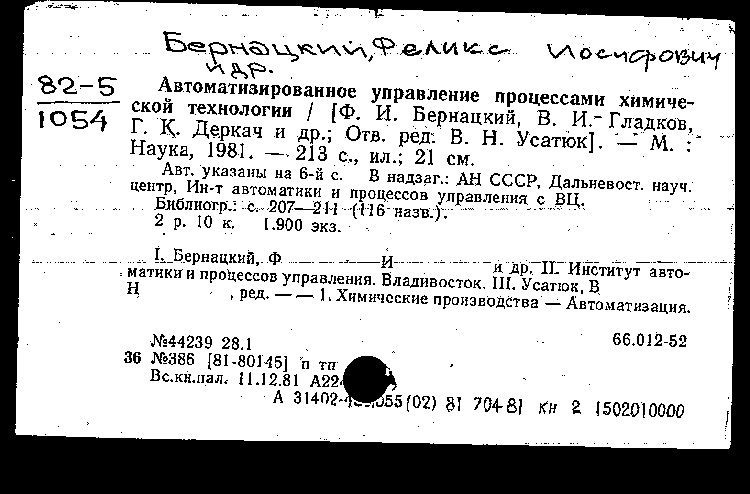 Бернацкий, Феликс Иосифович
и др.
82-5
1054
Автоматизированное управление процессами химиче-
ской технологии / [Ф. И. Бернацкий, В. И. Гладков,
Г. К. Деркач и др.; Отв. ред. В. Н. Усатюк]. — М. :
Наука, 1981. — 213 с., ил.; 21 см.
Авт. указаны на 6-й с. В надзаг.: АН СССР, Дальневост. науч.
центр, Ин-т автоматики и процессов управления с ВЦ.
Библиогр.: с. 207—211 (116 назв.).
2 р. 10 к. 1.900 экз.
I. Бернацкий, Ф И и др. II. Институт авто-
матики и процессов управления. Владивосток. III. Усатюк, В
Н , ред. — — 1. Химические производства — Автоматизация.
№44239 28.1 66.012-52
36 №386 [81-80145] п тп
Вс.кн.пал. 11.12.81 А22
А 31402- 055(02) 81 704-81 КН 2 1502010000